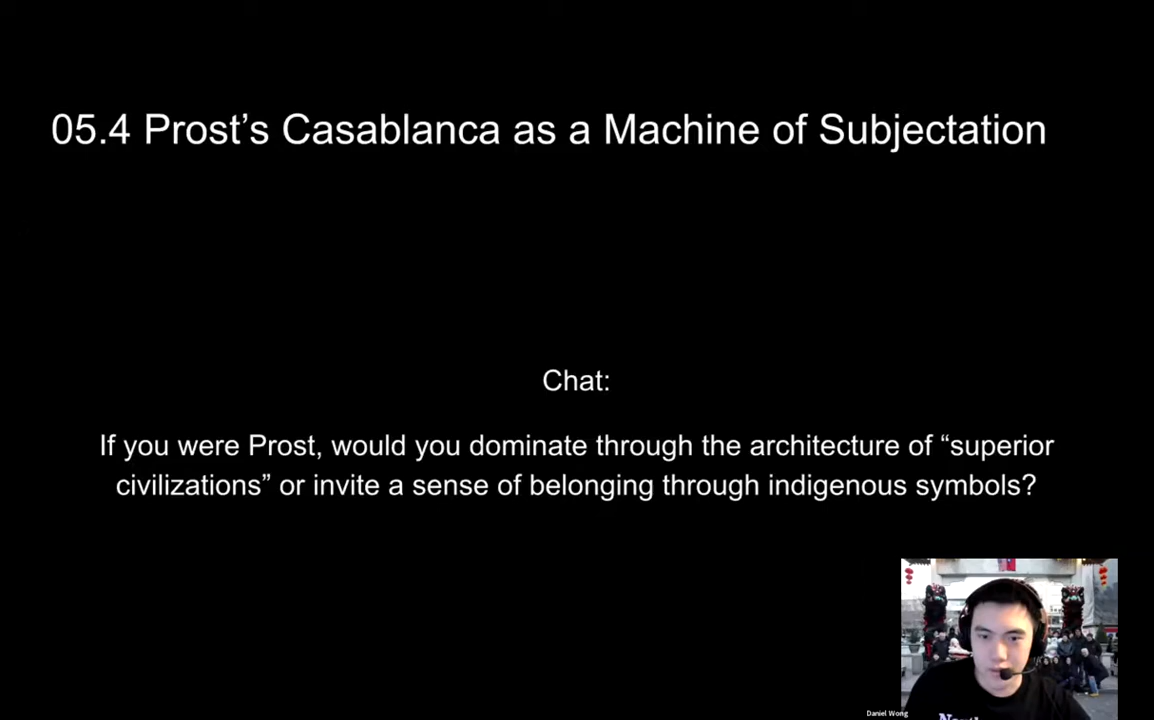 05.4 Prost’s Casablanca as a Machine of Subjectation
Chat:
If you were Prost, would you dominate through the architecture of “superior
civilizations” or invite a sense of belonging through indigenous symbols?
Daniel Wong